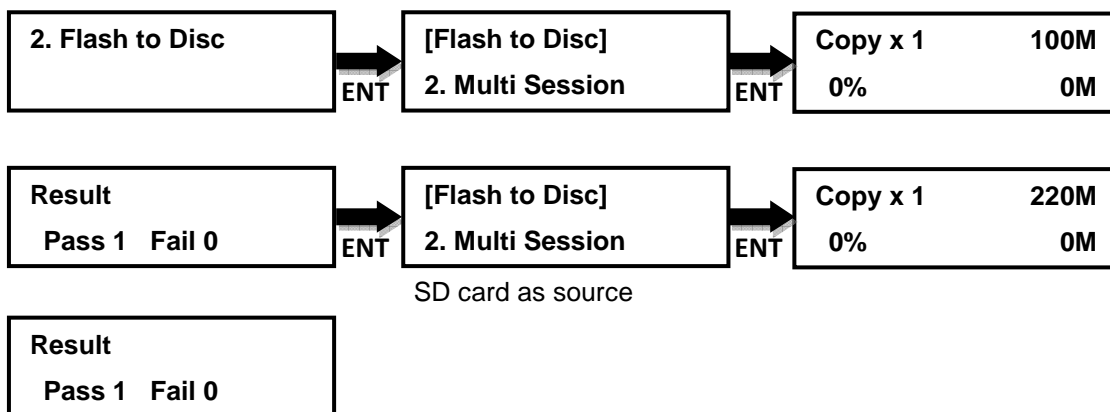 2. Flash to Disc
ENT
[Flash to Disc]
2. Multi Session
ENT
Copy x 1 100M
0% 0M
Result
Pass 1 Fail 0
ENT
[Flash to Disc]
2. Multi Session
ENT
Copy x 1 220M
0% 0M
SD card as source
Result
Pass 1 Fail 0